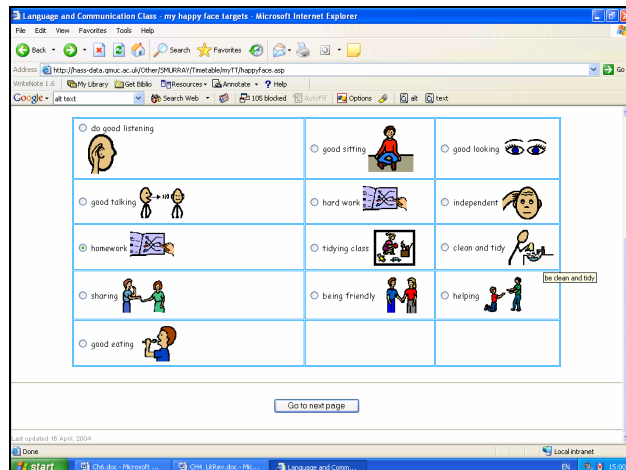 Language and Communication Class - my happy face targets - Microsoft Internet Explorer
File Edit View Favorites Tools Help
Back Search Favorites
Address http://hass-data.qmuc.ac.uk/Other/SMURRAY/Timetable/myTT/happyface.asp Go
WriteNote 1.6 My Library Get Biblio Resources Annotate ? Help
Google alt text Search Web 105 blocked AutoFill Options alt text
do good listening
good sitting good looking
good talking hard work independent
homework tidying class clean and tidy
be clean and tidy
sharing being friendly helping
good eating
Go to next page
Last updated 16 April, 2004
Done Local intranet
start Ch6.doc - Microsoft ... CH4_LitRev.doc - Mic... Language and Comm... EN 15:00